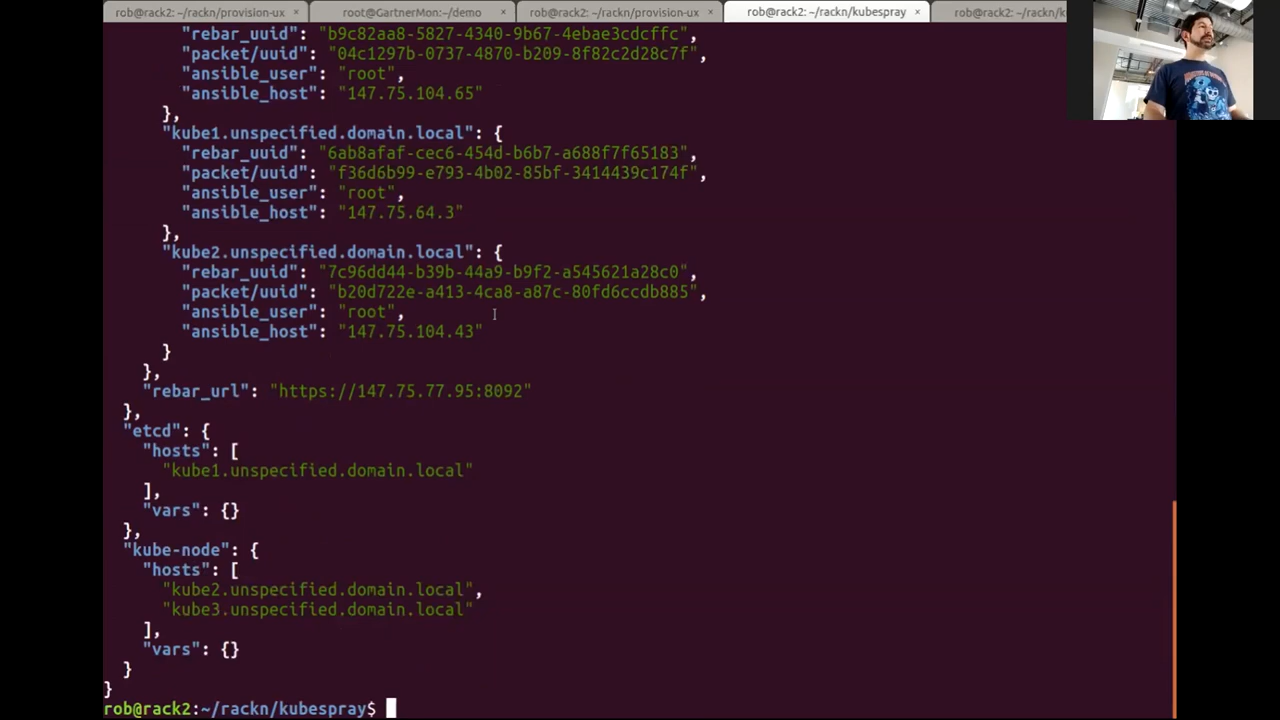 rob@rack2: ~/rackn/provision-ux × root@GartnerMon:~/demo × rob@rack2: ~/rackn/provision-ux × rob@rack2: ~/rackn/kubespray × rob@rack2: ~/rackn/k
"rebar_uuid": "b9c82aa8-5827-4340-9b67-4ebae3cdcffc",
"packet/uuid": "04c1297b-0737-4870-b209-8f82c2d28c7f",
"ansible_user": "root",
"ansible_host": "147.75.104.65"
},
"kube1.unspecified.domain.local": {
"rebar_uuid": "6ab8afaf-cec6-454d-b6b7-a688f7f65183",
"packet/uuid": "f36d6b99-e793-4b02-85bf-3414439c174f",
"ansible_user": "root",
"ansible_host": "147.75.64.3"
},
"kube2.unspecified.domain.local": {
"rebar_uuid": "7c96dd44-b39b-44a9-b9f2-a545621a28c0",
"packet/uuid": "b20d722e-a413-4ca8-a87c-80fd6ccdb885",
"ansible_user": "root",
"ansible_host": "147.75.104.43"
}
},
"rebar_url": "https://147.75.77.95:8092"
},
"etcd": {
"hosts": [
"kube1.unspecified.domain.local"
],
"vars": {}
},
"kube-node": {
"hosts": [
"kube2.unspecified.domain.local",
"kube3.unspecified.domain.local"
],
"vars": {}
}
}
rob@rack2:~/rackn/kubespray$